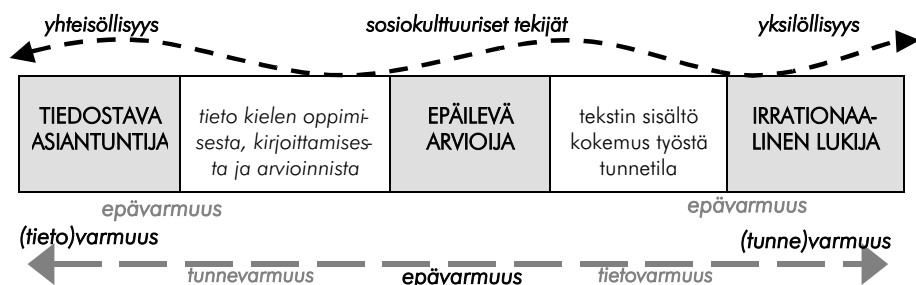 yhteisöllisyys sosiokulttuuriset tekijät yksilöllisyys
TIEDOSTAVA
ASIANTUNTIJA
tieto kielen oppimi-
sesta, kirjoittamises-
ta ja arvioinnista
EPÄILEVÄ
ARVIOIJA
tekstin sisältö
kokemus työstä
tunnetila
IRRATIONAA-
LINEN LUKIJA
epävarmuus epävarmuus
(tieto)varmuus (tunne)varmuus
tunnevarmuus epävarmuus tietovarmuus